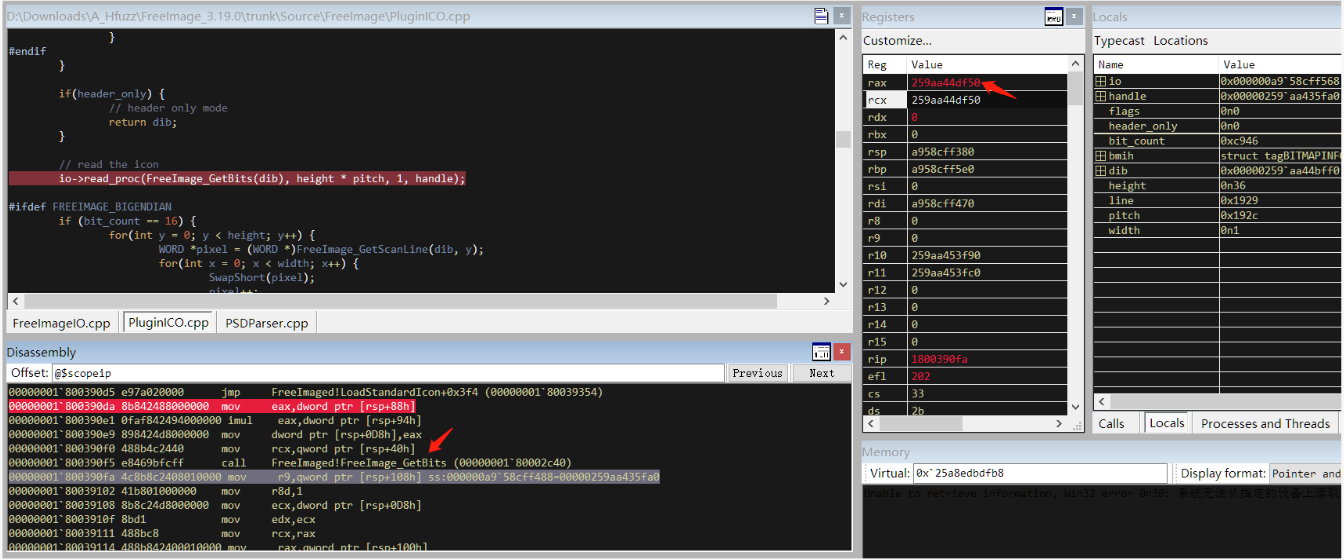 D:\Downloads\A_Hfuzz\FreeImage_3.19.0\trunk\Source\FreeImage\PluginICO.cpp
}
#endif
}
if(header_only) {
// header only mode
return dib;
}
// read the icon
io->read_proc(FreeImage_GetBits(dib), height * pitch, 1, handle);
#ifdef FREEIMAGE_BIGENDIAN
if (bit_count == 16) {
for(int y = 0; y < height; y++) {
WORD *pixel = (WORD *)FreeImage_GetScanLine(dib, y);
for(int x = 0; x < width; x++) {
SwapShort(pixel);
pixel++;
FreeImageIO.cpp
PluginICO.cpp
PSDParser.cpp
Disassembly
Offset: @$scopeip
Previous
Next
00000001`800390d5 e97a020000 jmp FreeImaged!LoadStandardIcon+0x3f4 (00000001`80039354)
00000001`800390da 8b842488000000 mov eax,dword ptr [rsp+88h]
00000001`800390e1 0faf842494000000 imul eax,dword ptr [rsp+94h]
00000001`800390e9 898424d8000000 mov dword ptr [rsp+0D8h],eax
00000001`800390f0 488b4c2440 mov rcx,qword ptr [rsp+40h]
00000001`800390f5 e8469bfcff call FreeImaged!FreeImage_GetBits (00000001`80002c40)
00000001`800390fa 4c8b8c2408010000 mov r9,qword ptr [rsp+108h] ss:000000a9`58cff488=00000259aa435fa0
00000001`80039102 41b801000000 mov r8d,1
00000001`80039108 8b8c24d8000000 mov ecx,dword ptr [rsp+0D8h]
00000001`8003910f 8bd1 mov edx,ecx
00000001`80039111 488bc8 mov rcx,rax
00000001`80039114 488b842400010000 mov rax,qword ptr [rsp+100h]
Registers
Customize...
Reg Value
rax 259aa44df50
rcx 259aa44df50
rdx 0
rbx 0
rsp a958cff380
rbp a958cff5e0
rsi 0
rdi a958cff470
r8 0
r9 0
r10 259aa453f90
r11 259aa453fc0
r12 0
r13 0
r14 0
r15 0
rip 1800390fa
efl 202
cs 33
ds 2b
Locals
Typecast Locations
Name Value
io 0x000000a9`58cff568
handle 0x00000259`aa435fa0
flags 0n0
header_only 0n0
bit_count 0xc946
bmih struct tagBITMAPINFO
dib 0x00000259`aa44bff0
height 0n36
line 0x1929
pitch 0x192c
width 0n1
Calls
Locals
Processes and Threads
Memory
Virtual: 0x`25a8edbdfb8
Display format: Pointer and
Unable to retrieve information, Win32 error 0n30: 系统无法从指定的设备上读取